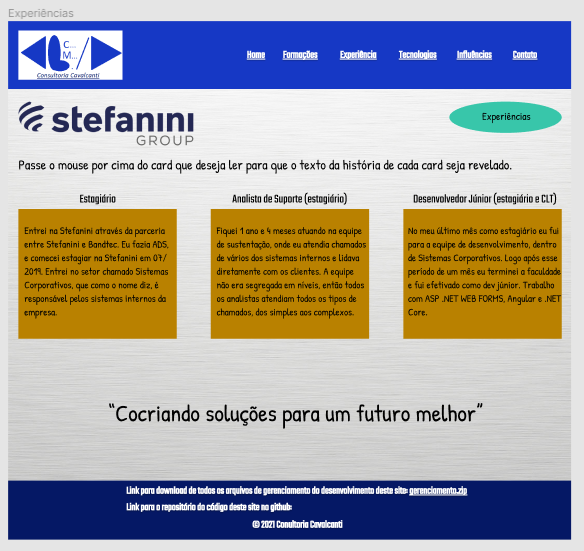 Experiências
C...
M...
Consultoria Cavalcanti
Home Formações Experiência Tecnologias Influências Contato
stefanini
GROUP
Experiências
Passe o mouse por cima do card que deseja ler para que o texto da história de cada card seja revelado.
Estagiário
Entrei na Stefanini através da parceria
entre Stefanini e Bandtec. Eu fazia ADS,
e comecei estagiar na Stefanini em 07/
2019. Entrei no setor chamado Sistemas
Corporativos, que como o nome diz, é
responsável pelos sistemas internos da
empresa.
Analista de Suporte (estagiário)
Fiquei 1 ano e 4 meses atuando na equipe
de sustentação, onde eu atendia chamados
de vários dos sistemas internos e lidava
diretamente com os clientes. A equipe
não era segregada em níveis, então todos
os analistas atendiam todos os tipos de
chamados, dos simples aos complexos.
Desenvolvedor Júnior (estagiário e CLT)
No meu último mês como estagiário eu fui
para a equipe de desenvolvimento, dentro
de Sistemas Corporativos. Logo após esse
período de um mês eu terminei a faculdade
e fui efetivado como dev júnior. Trabalho
com ASP .NET WEB FORMS, Angular e .NET
Core.
“Cocriando soluções para um futuro melhor”
Link para download de todos os arquivos de gerenciamento do desenvolvimento deste site: gerenciamento.zip
Link para o repositório do código deste site no github:
© 2021 Conultoria Cavalcanti